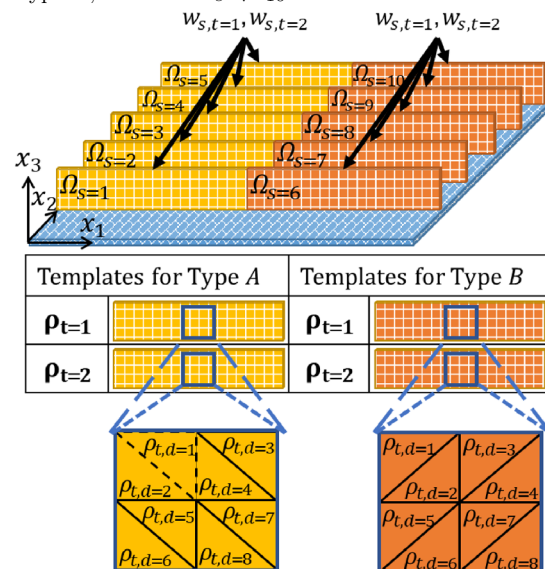 w_{s,t=1}, w_{s,t=2} w_{s,t=1}, w_{s,t=2}
Ω_{s=5} Ω_{s=10}
Ω_{s=4} Ω_{s=9}
Ω_{s=3} Ω_{s=8}
Ω_{s=2} Ω_{s=7}
Ω_{s=1} Ω_{s=6}
x_3
x_2
x_1
Templates for Type A Templates for Type B
ρ_{t=1} ρ_{t=1}
ρ_{t=2} ρ_{t=2}
ρ_{t,d=1} ρ_{t,d=3} ρ_{t,d=1} ρ_{t,d=3}
ρ_{t,d=2} ρ_{t,d=4} ρ_{t,d=2} ρ_{t,d=4}
ρ_{t,d=5} ρ_{t,d=7} ρ_{t,d=5} ρ_{t,d=7}
ρ_{t,d=6} ρ_{t,d=8} ρ_{t,d=6} ρ_{t,d=8}